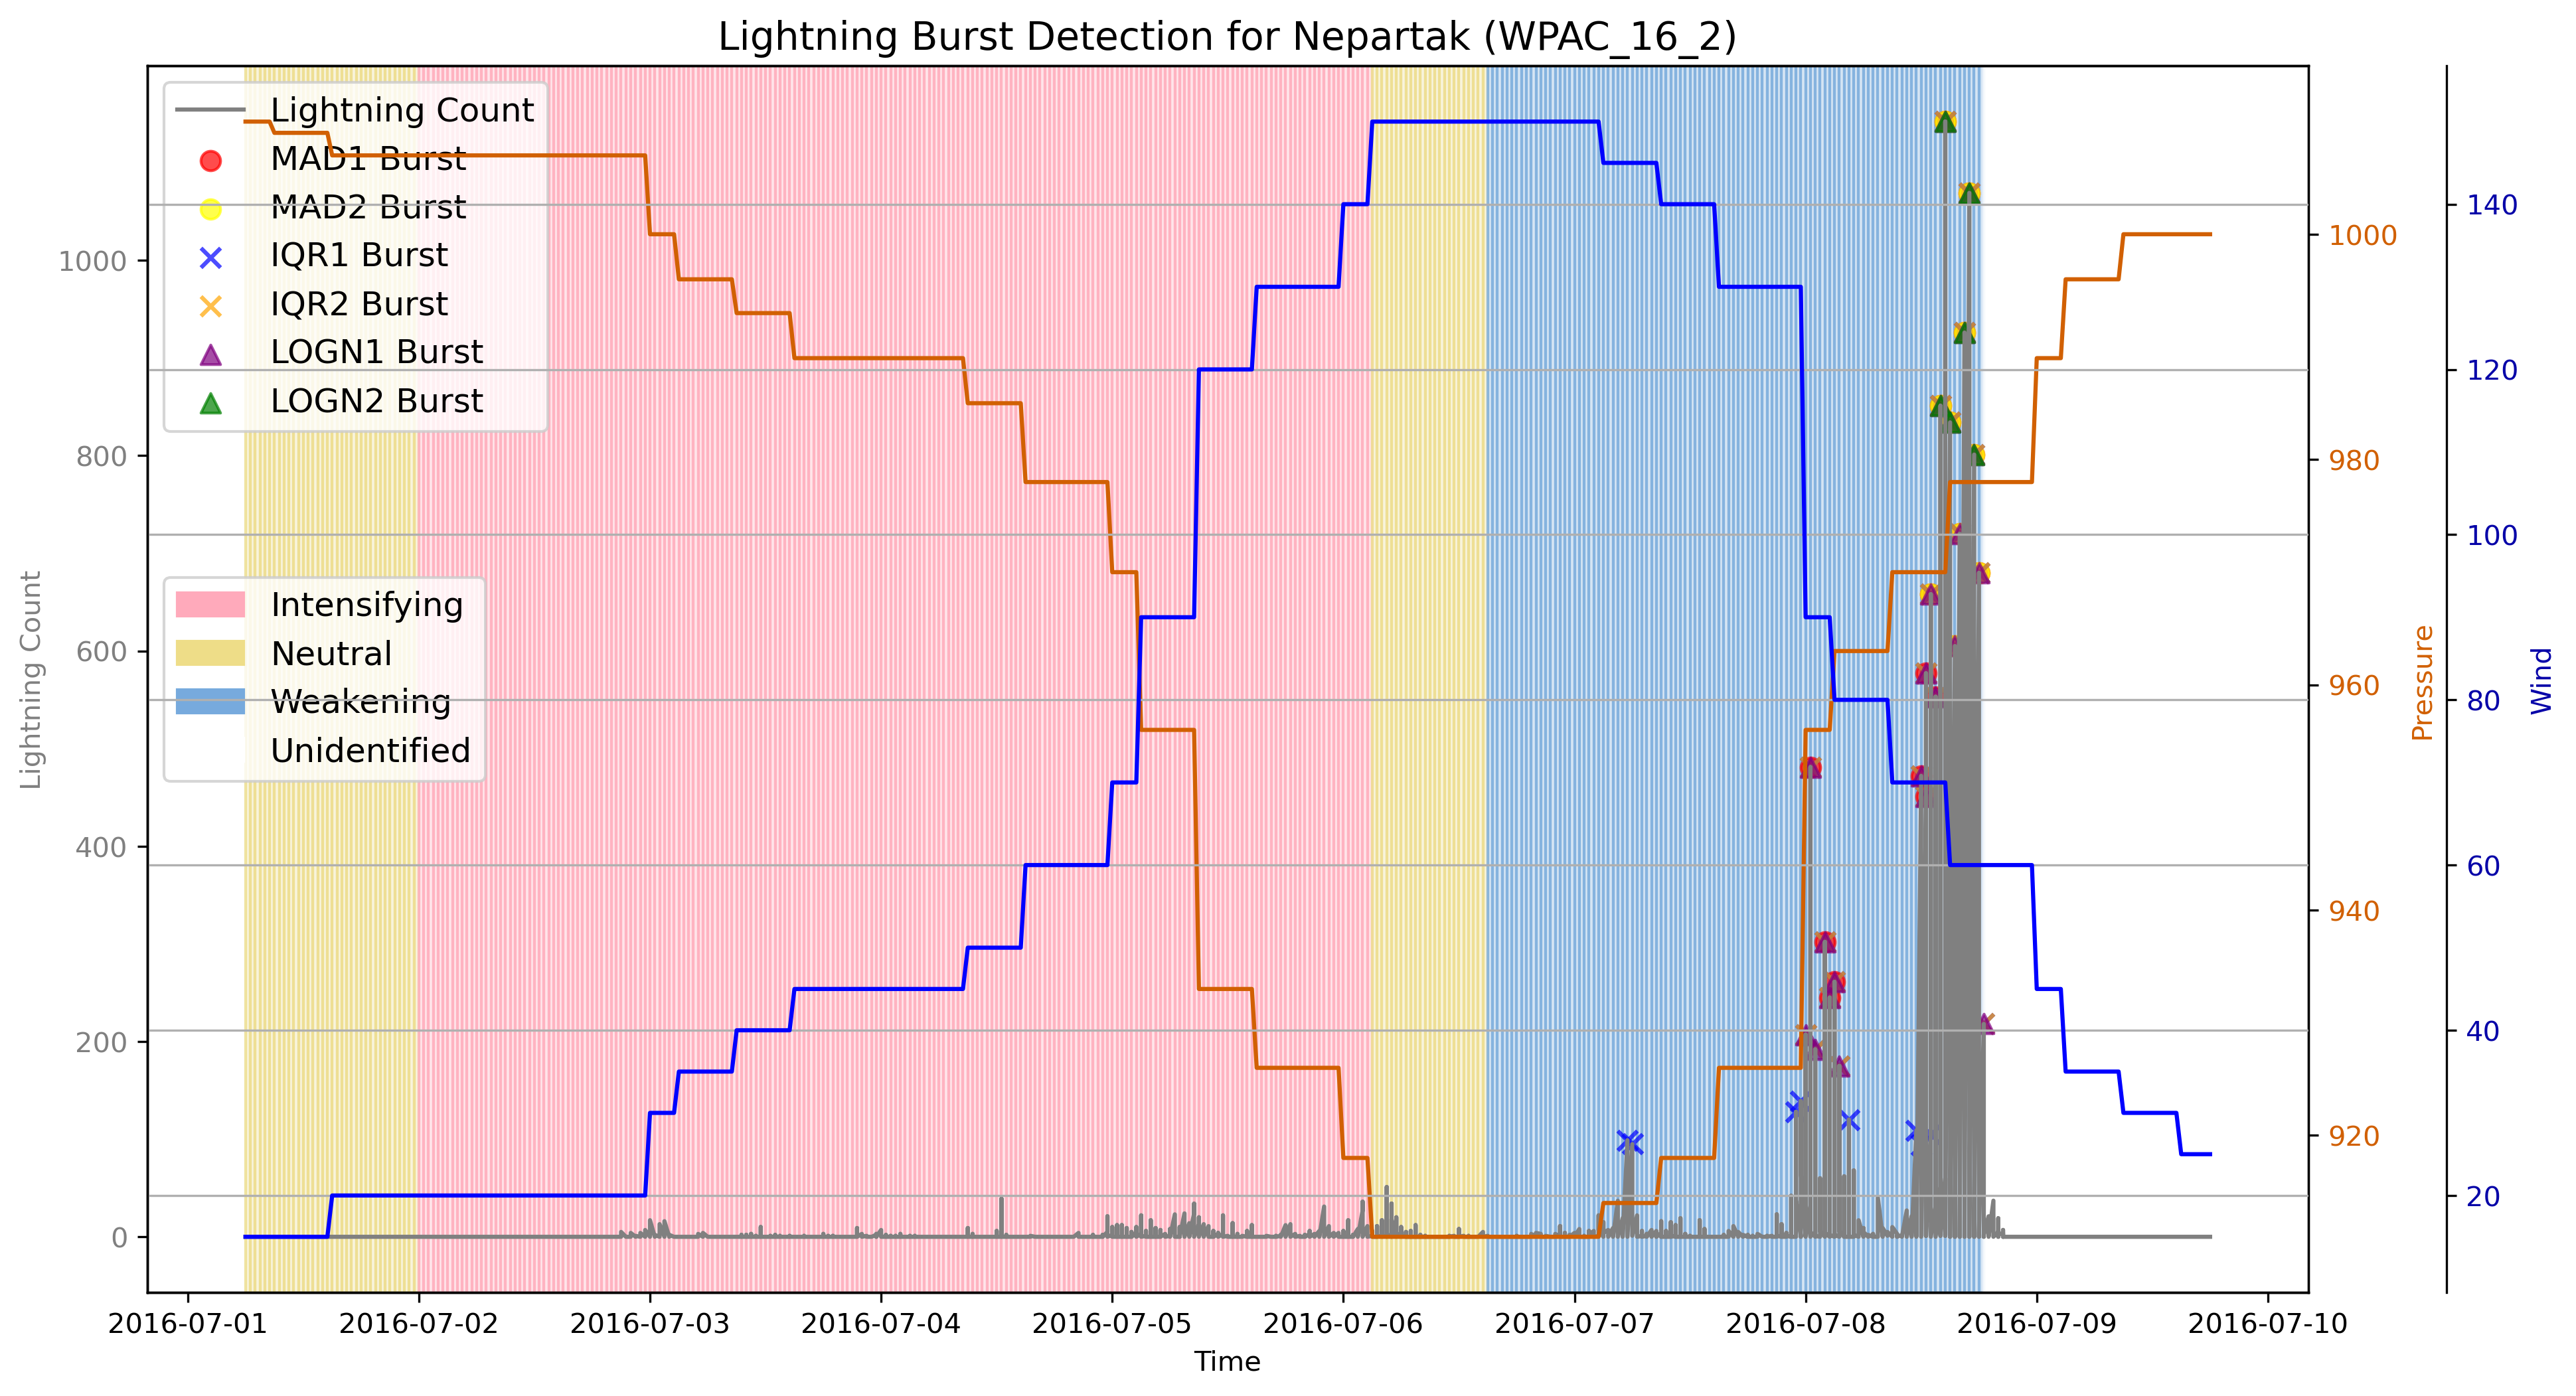 Lightning Burst Detection for Nepartak (WPAC_16_2)
Lightning Count
MAD1 Burst
MAD2 Burst
IQR1 Burst
IQR2 Burst
LOGN1 Burst
LOGN2 Burst
Intensifying
Neutral
Weakening
Unidentified
Lightning Count
1000
800
600
400
200
0
1000
980
960
940
920
Pressure
140
120
100
80
60
40
20
Wind
2016-07-01
2016-07-02
2016-07-03
2016-07-04
2016-07-05
2016-07-06
2016-07-07
2016-07-08
2016-07-09
2016-07-10
Time